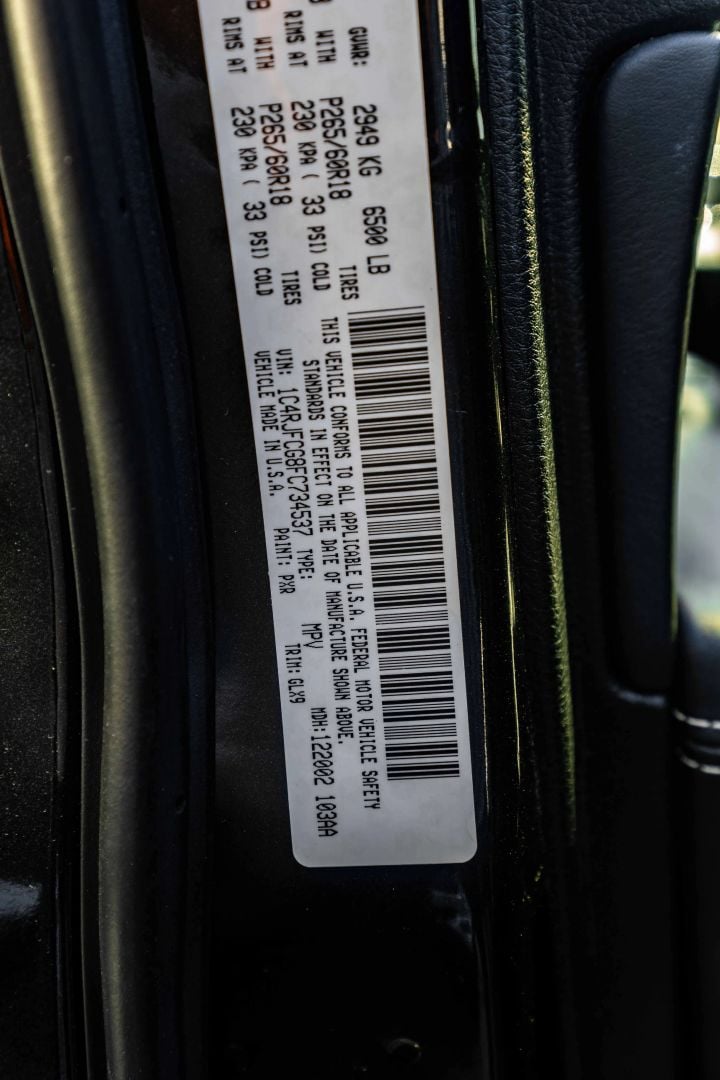 GVWR: 2949 KG 6500 LB
WITH P265/60R18 TIRES
RIMS AT 230 KPA ( 33 PSI) COLD
WITH P265/60R18 TIRES
RIMS AT 230 KPA ( 33 PSI) COLD
THIS VEHICLE CONFORMS TO ALL APPLICABLE U.S.A. FEDERAL MOTOR VEHICLE SAFETY
STANDARDS IN EFFECT ON THE DATE OF MANUFACTURE SHOWN ABOVE.
VIN: 1C4RJFCG8FC734537 TYPE: MPV MDH:122002 103AA
VEHICLE MADE IN U.S.A. PAINT: PXR TRIM: GLX9